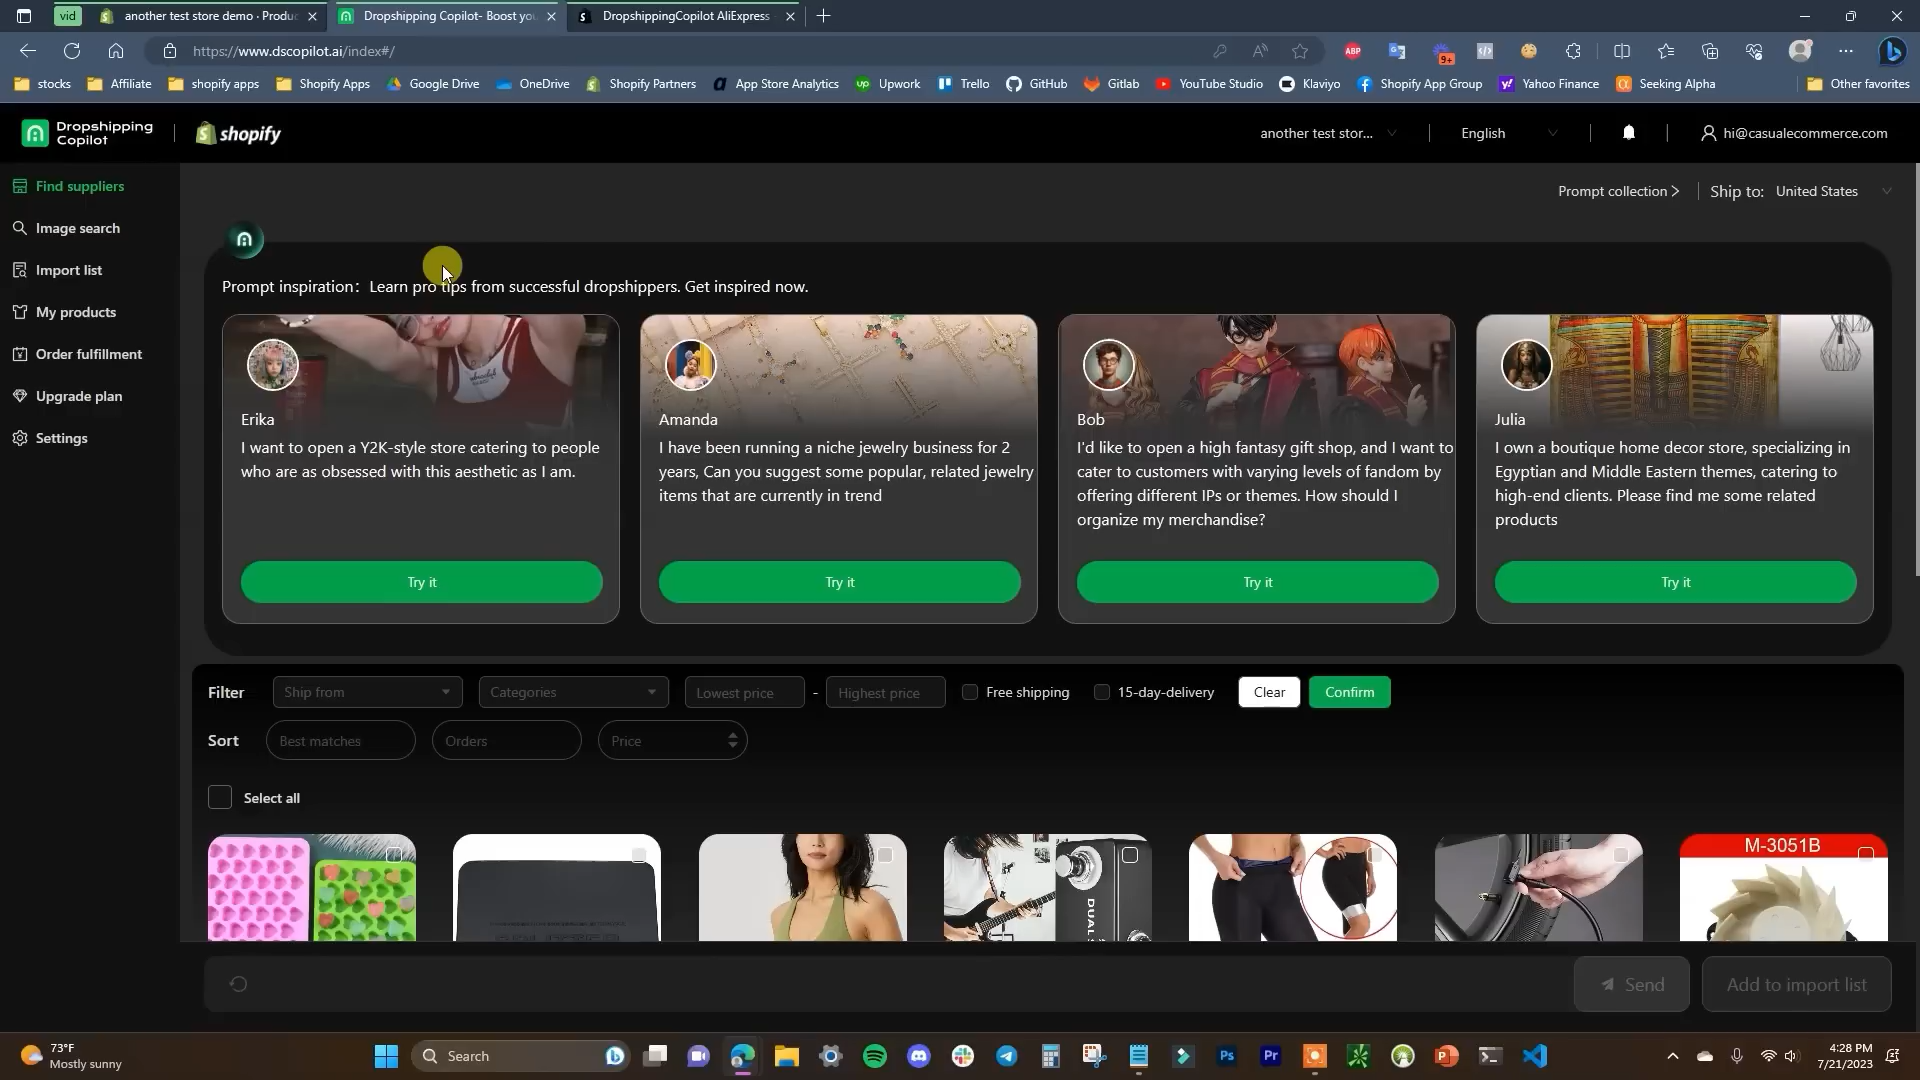 vid
another test store demo · Produc
Dropshipping Copilot- Boost you
DropshippingCopilot AliExpress
https://www.dscopilot.ai/index#/
ABP
9+
stocks
Affiliate
shopify apps
Shopify Apps
Google Drive
OneDrive
Shopify Partners
App Store Analytics
Upwork
Trello
GitHub
Gitlab
YouTube Studio
Klaviyo
Shopify App Group
Yahoo Finance
Seeking Alpha
Other favorites
Dropshipping
Copilot
shopify
another test stor...
English
hi@casualecommerce.com
Find suppliers
Image search
Import list
My products
Order fulfillment
Upgrade plan
Settings
Prompt collection >
Ship to:
United States
Prompt inspiration: Learn pro tips from successful dropshippers. Get inspired now.
Erika
I want to open a Y2K-style store catering to people
who are as obsessed with this aesthetic as I am.
Try it
Amanda
I have been running a niche jewelry business for 2
years, Can you suggest some popular, related jewelry
items that are currently in trend
Try it
Bob
I'd like to open a high fantasy gift shop, and I want to
cater to customers with varying levels of fandom by
offering different IPs or themes. How should I
organize my merchandise?
Try it
Julia
I own a boutique home decor store, specializing in
Egyptian and Middle Eastern themes, catering to
high-end clients. Please find me some related
products
Try it
Filter
Ship from
Categories
Lowest price
-
Highest price
Free shipping
15-day-delivery
Clear
Confirm
Sort
Best matches
Orders
Price
Select all
M-3051B
Send
Add to import list
73°F
Mostly sunny
Search
4:28 PM
7/21/2023